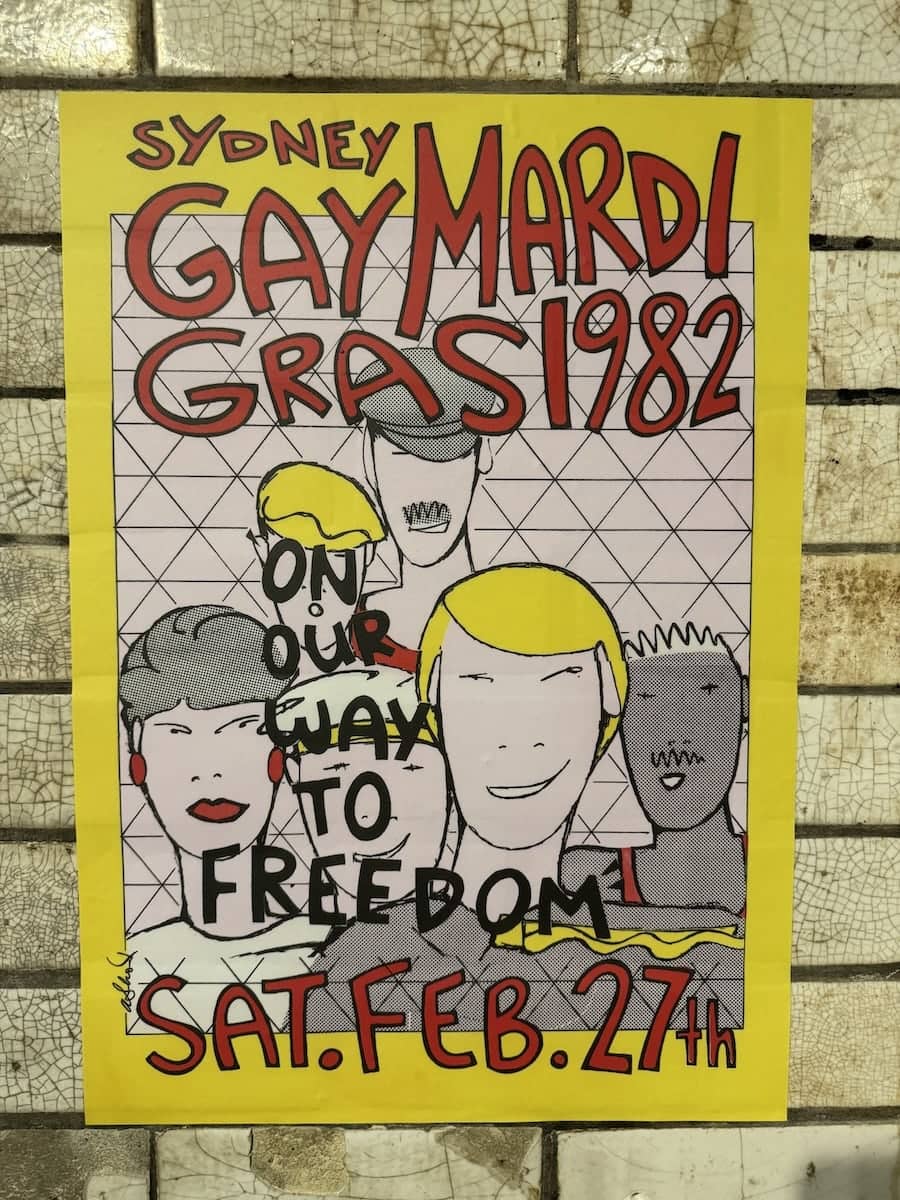 SYDNEY
GAY MARDI
GRAS 1982
ON
OUR
WAY
TO
FREEDOM
SAT. FEB. 27th